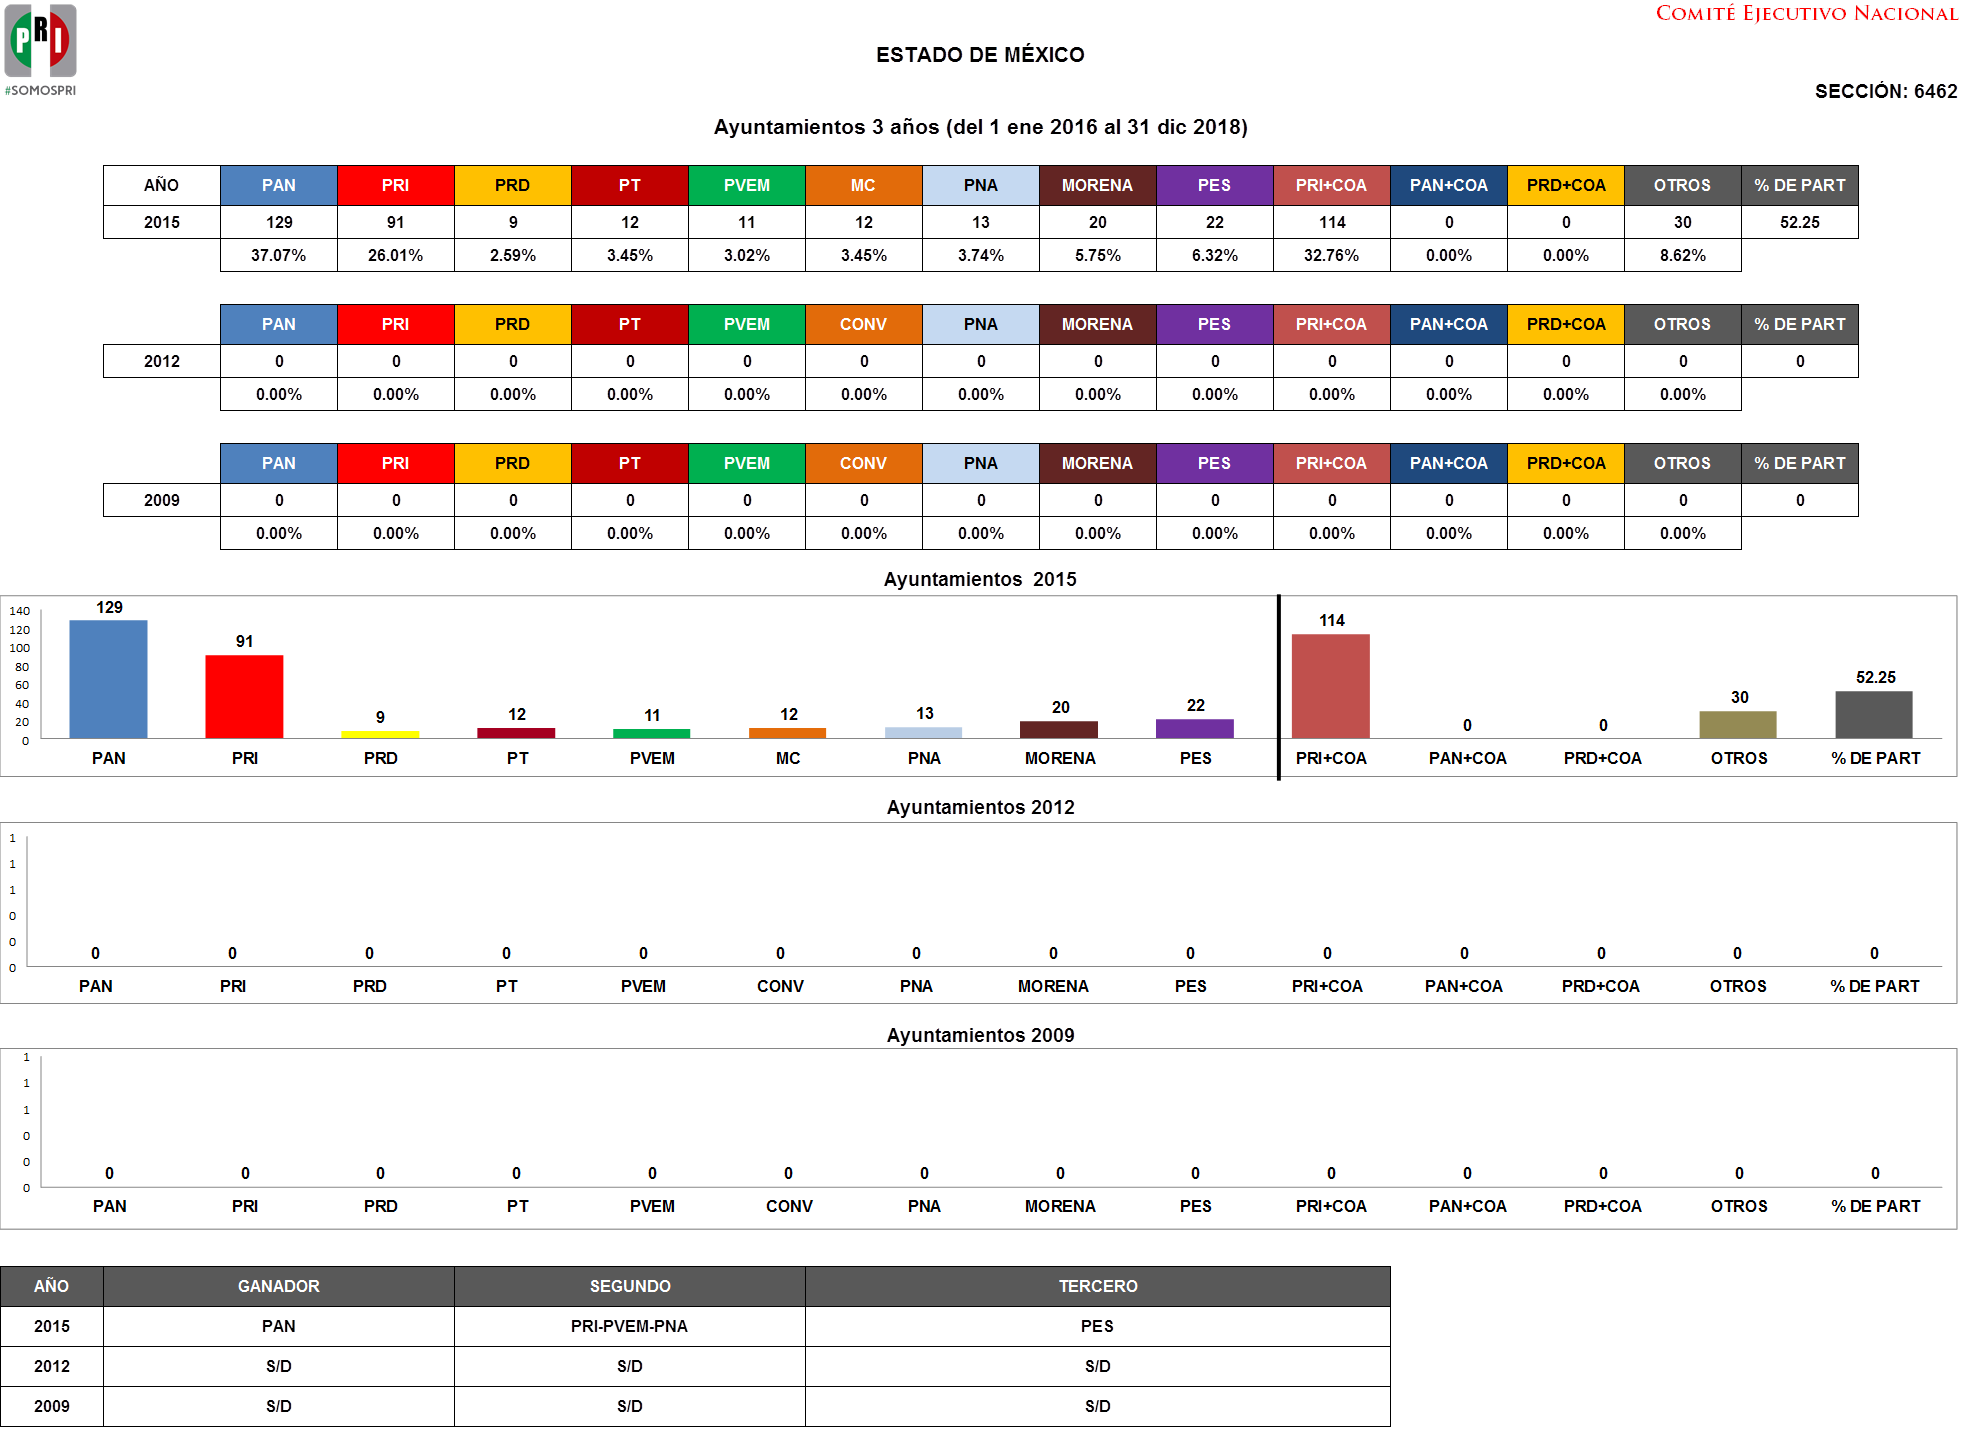 PRI
#SOMOSPRI
COMITÉ EJECUTIVO NACIONAL
ESTADO DE MÉXICO
SECCIÓN: 6462
Ayuntamientos 3 años (del 1 ene 2016 al 31 dic 2018)
AÑO PAN PRI PRD PT PVEM MC PNA MORENA PES PRI+COA PAN+COA PRD+COA OTROS % DE PART
2015 129 91 9 12 11 12 13 20 22 114 0 0 30 52.25
37.07% 26.01% 2.59% 3.45% 3.02% 3.45% 3.74% 5.75% 6.32% 32.76% 0.00% 0.00% 8.62%
PAN PRI PRD PT PVEM CONV PNA MORENA PES PRI+COA PAN+COA PRD+COA OTROS % DE PART
2012 0 0 0 0 0 0 0 0 0 0 0 0 0 0
0.00% 0.00% 0.00% 0.00% 0.00% 0.00% 0.00% 0.00% 0.00% 0.00% 0.00% 0.00% 0.00%
PAN PRI PRD PT PVEM CONV PNA MORENA PES PRI+COA PAN+COA PRD+COA OTROS % DE PART
2009 0 0 0 0 0 0 0 0 0 0 0 0 0 0
0.00% 0.00% 0.00% 0.00% 0.00% 0.00% 0.00% 0.00% 0.00% 0.00% 0.00% 0.00% 0.00%
Ayuntamientos 2015
140
120
100
80
60
40
20
0
129 91 9 12 11 12 13 20 22 114 0 0 30 52.25
PAN PRI PRD PT PVEM MC PNA MORENA PES PRI+COA PAN+COA PRD+COA OTROS % DE PART
Ayuntamientos 2012
1
1
1
0
0
0
0 0 0 0 0 0 0 0 0 0 0 0 0 0
PAN PRI PRD PT PVEM CONV PNA MORENA PES PRI+COA PAN+COA PRD+COA OTROS % DE PART
Ayuntamientos 2009
1
1
1
0
0
0
0 0 0 0 0 0 0 0 0 0 0 0 0 0
PAN PRI PRD PT PVEM CONV PNA MORENA PES PRI+COA PAN+COA PRD+COA OTROS % DE PART
AÑO GANADOR SEGUNDO TERCERO
2015 PAN PRI-PVEM-PNA PES
2012 S/D S/D S/D
2009 S/D S/D S/D